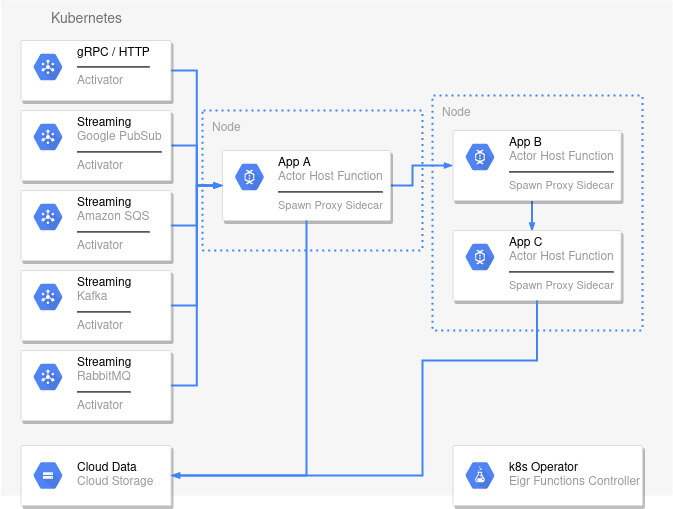 Kubernetes
gRPC / HTTP
Activator
Streaming
Google PubSub
Activator
Streaming
Amazon SQS
Activator
Streaming
Kafka
Activator
Streaming
RabbitMQ
Activator
Cloud Data
Cloud Storage
Node
App A
Actor Host Function
Spawn Proxy Sidecar
Node
App B
Actor Host Function
Spawn Proxy Sidecar
App C
Actor Host Function
Spawn Proxy Sidecar
k8s Operator
Eigr Functions Controller